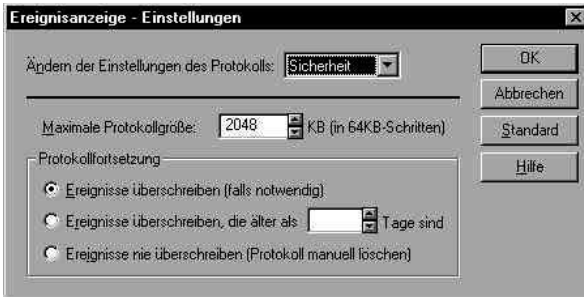 Ereignisanzeige - Einstellungen
Ändern der Einstellungen des Protokolls: Sicherheit
OK
Abbrechen
Maximale Protokollgröße: 2048 KB (in 64KB-Schritten)
Standard
Protokollfortsetzung
Hilfe
Ereignisse überschreiben (falls notwendig)
Ereignisse überschreiben, die älter als Tage sind
Ereignisse nie überschreiben (Protokoll manuell löschen)